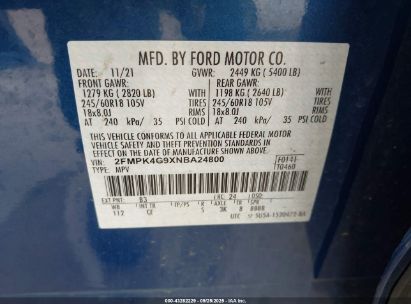 MFD. BY FORD MOTOR CO.
11/21 GVWR: 2449 KG ( 5400 LB)
FRONT GAWR: REAR GAWR:
1279 KG ( 2820 LB) WITH 1198 KG ( 2640 LB) WITH
245/60R18 105V TIRES 245/60R18 105V TIRES
18x8.0J RIMS 18x8.0J RIMS
AT 240 kPa/ 35 PSI COLD AT 240 kPa/ 35 PSI COLD
THIS VEHICLE CONFORMS TO ALL APPLICABLE FEDERAL MOTOR
VEHICLE SAFETY AND THEFT PREVENTION STANDARDS IN EFFECT ON
THE DATE OF MANUFACTURE SHOWN ABOVE.
VIN: 2FMPK4G9XNBA24800
TYPE: MPV
T0460
EXT PNT: B3 RC: 24 DSO:
WB
112